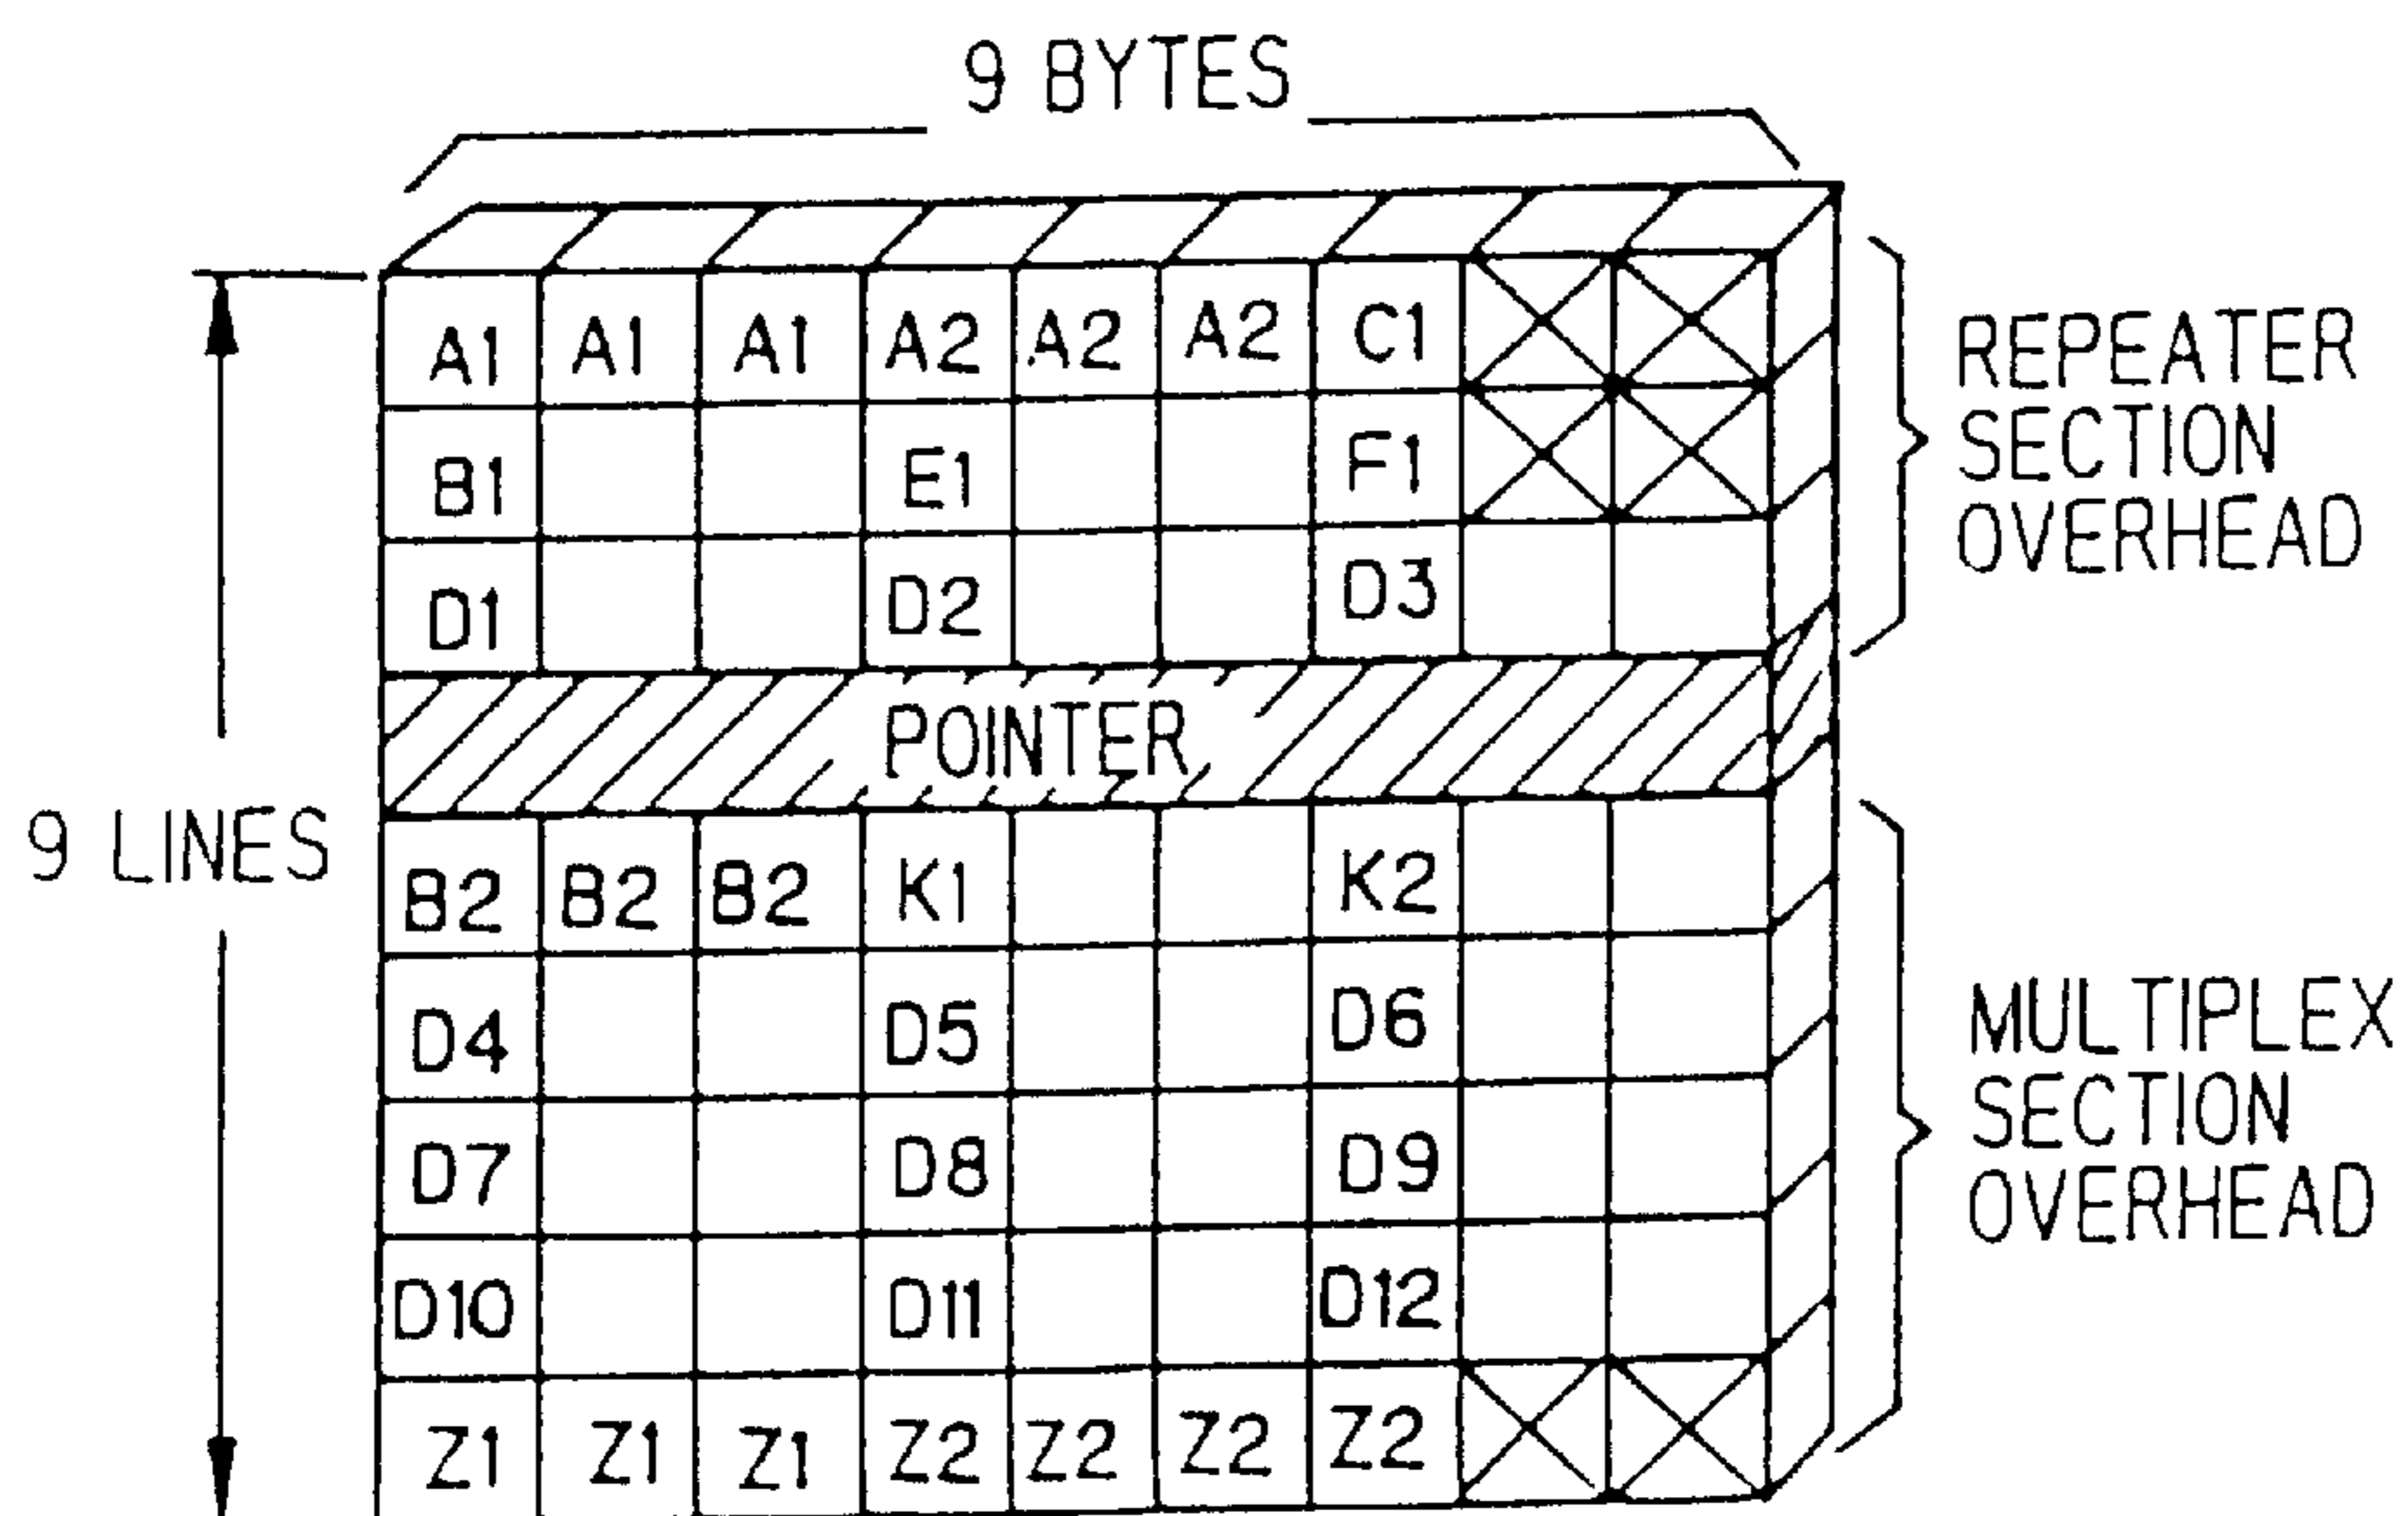 9 BYTES
A1 A1 A1 A2 A2 A2 C1
B1 E1 F1
D1 D2 D3
REPEATER
SECTION
OVERHEAD
POINTER
9 LINES
B2 B2 B2 K1 K2
D4 D5 D6
D7 D8 D9
D10 D11 D12
Z1 Z1 Z1 Z2 Z2 Z2 Z2
MULTIPLEX
SECTION
OVERHEAD